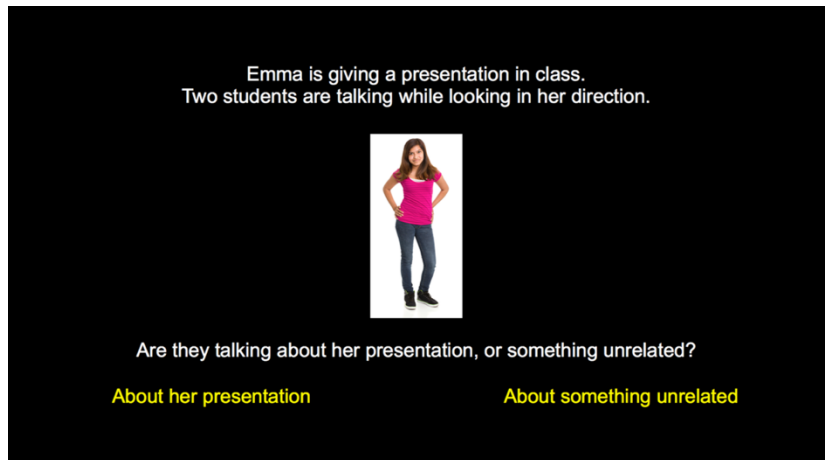 Emma is giving a presentation in class.
Two students are talking while looking in her direction.
Are they talking about her presentation, or something unrelated?
About her presentation
About something unrelated